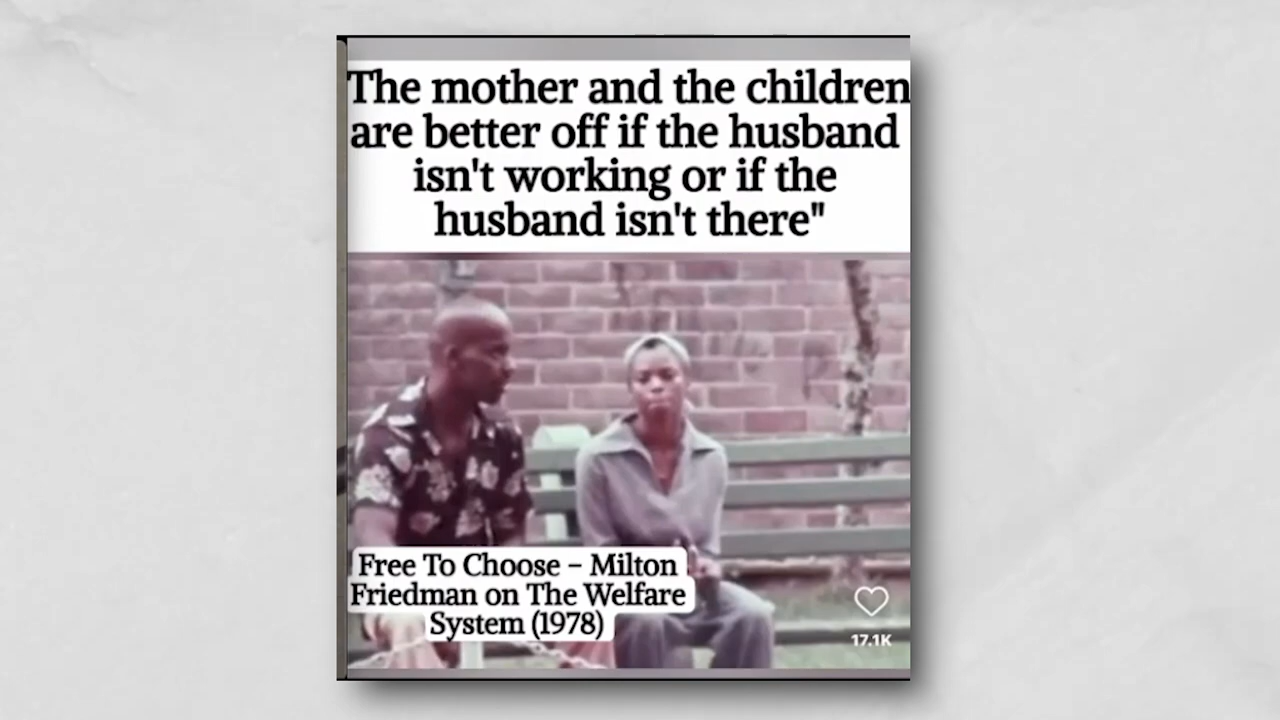 The mother and the children
are better off if the husband
isn't working or if the
husband isn't there"
Free To Choose – Milton
Friedman on The Welfare
System (1978)
17.1K